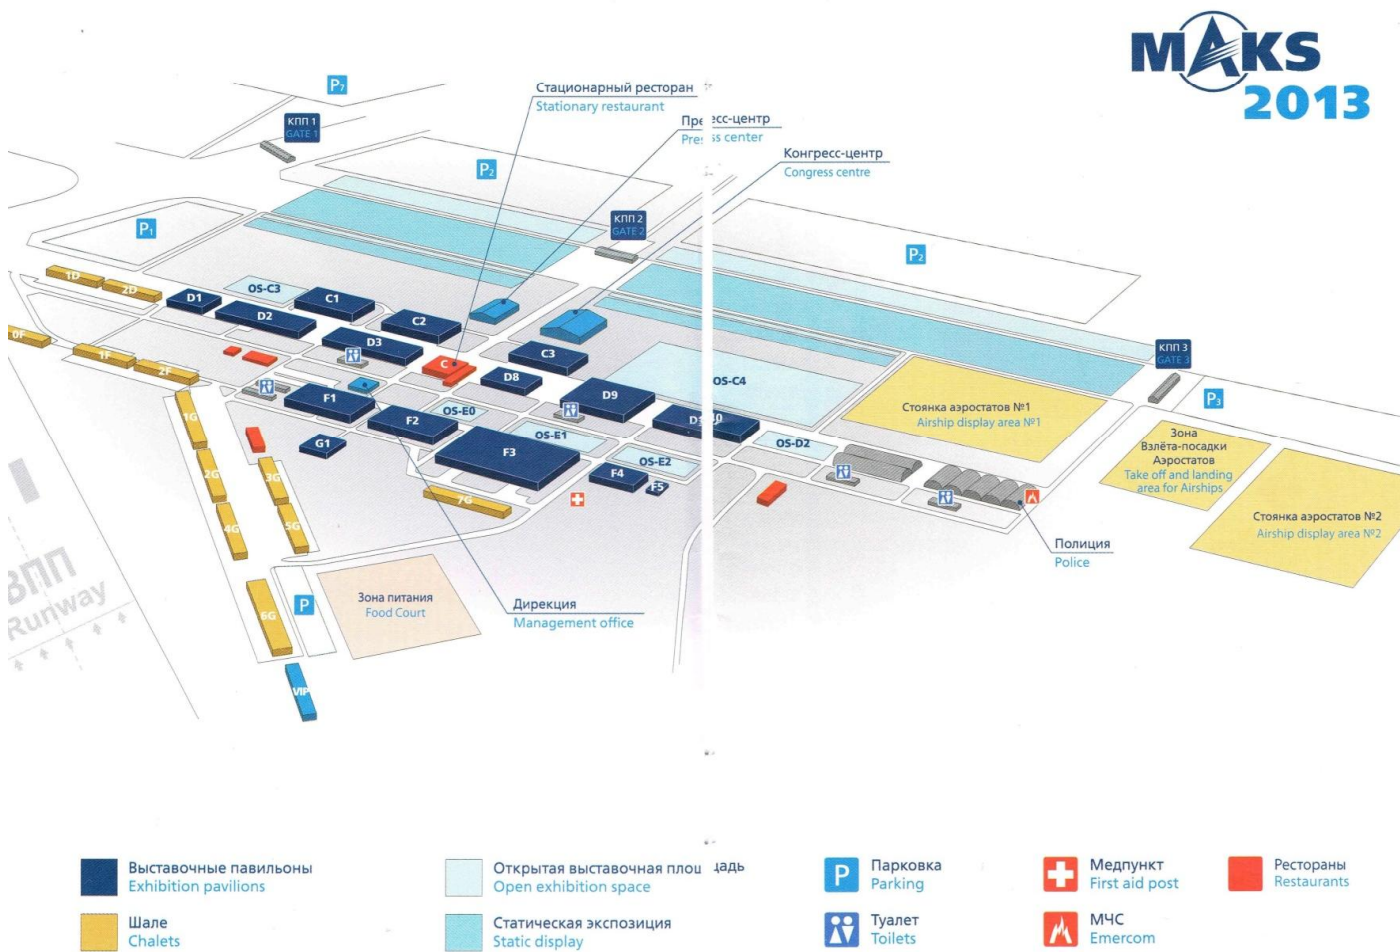 MAKS
2013
P7
КПП 1
GATE 1
Стационарный ресторан
Stationary restaurant
Пресс-центр
Press center
Конгресс-центр
Congress centre
P2
КПП 2
GATE 2
P1
P2
1D
2D
D1
OS-C3
C1
D2
C2
0F
D3
1F
2F
C
C3
D8
OS-C4
КПП 3
GATE 3
P3
F1
D9
OS-E0
F2
D10
Стоянка аэростатов №1
Airship display area №1
1G
G1
OS-E1
OS-D2
F3
OS-E2
F4
F5
Зона
Взлёта-посадки
Аэростатов
Take off and landing
area for Airships
2G
3G
7G
4G
5G
Стоянка аэростатов №2
Airship display area №2
Полиция
Police
ВПП
Runway
6G
P
Зона питания
Food Court
Дирекция
Management office
VIP
Выставочные павильоны
Exhibition pavilions
Шале
Chalets
Открытая выставочная площадь
Open exhibition space
Статическая экспозиция
Static display
P
Парковка
Parking
Туалет
Toilets
Медпункт
First aid post
МЧС
Emercom
Рестораны
Restaurants